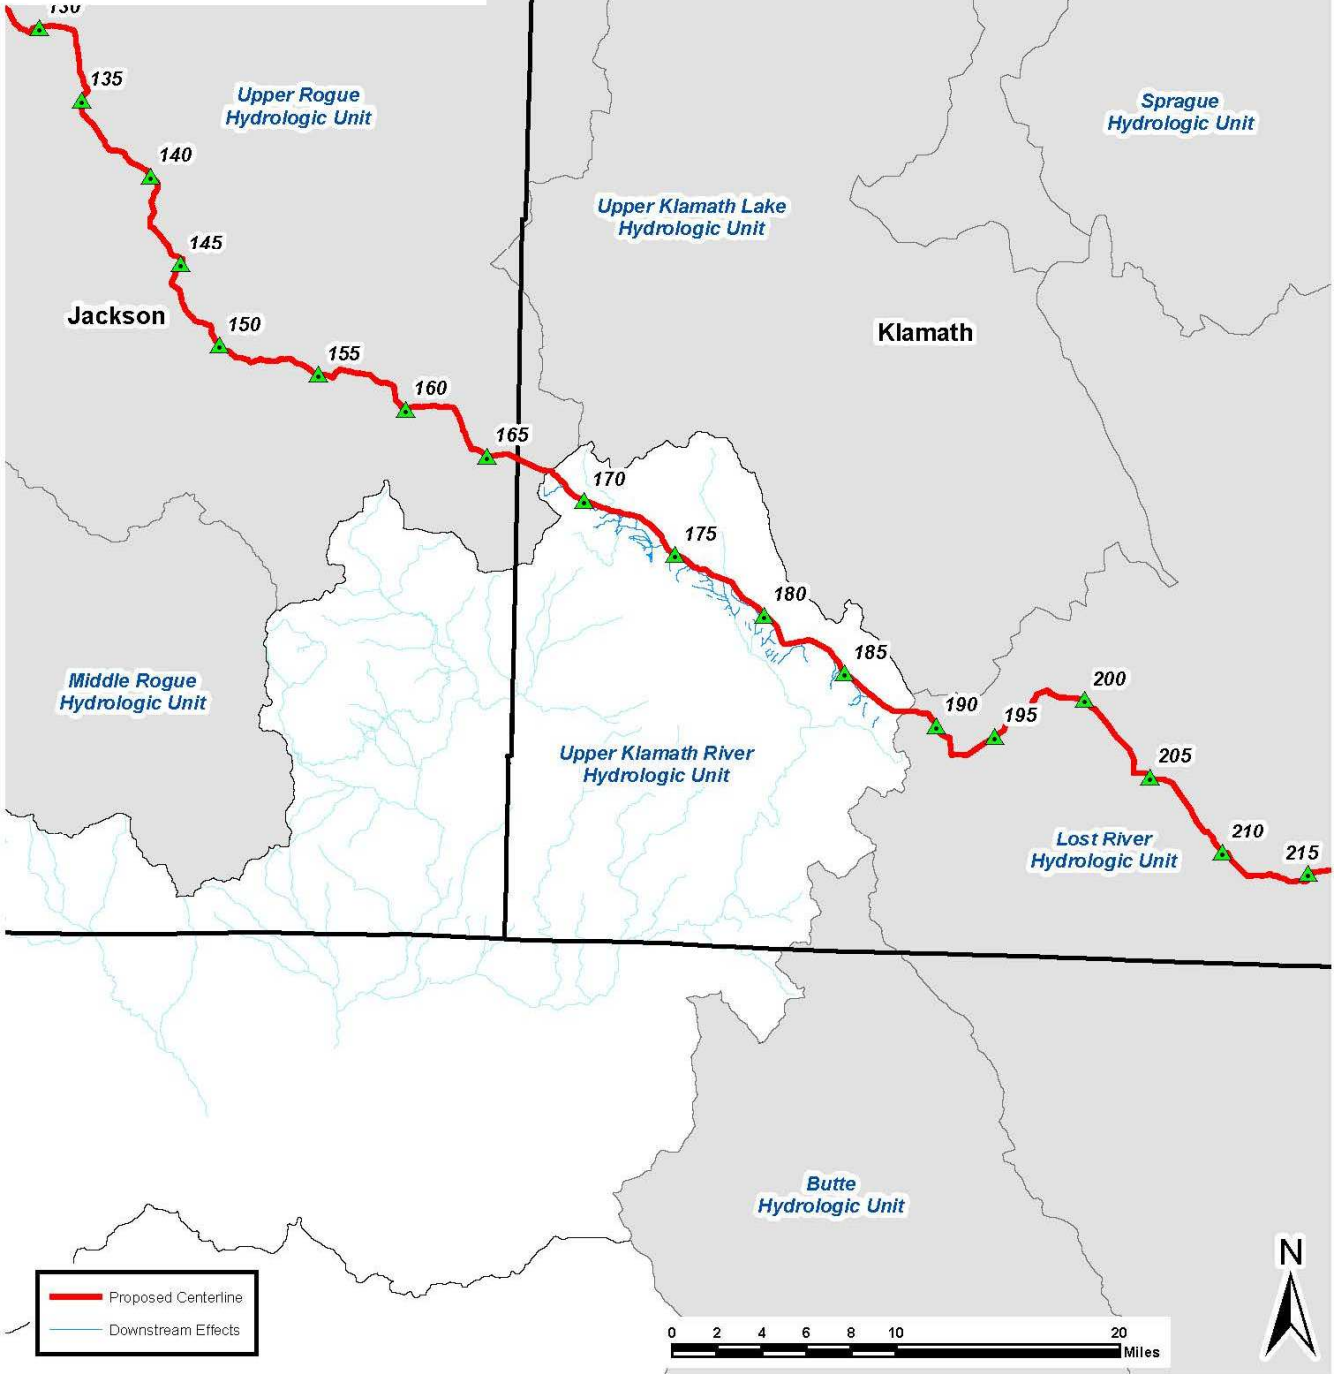 130
135
Upper Rogue
Hydrologic Unit
Sprague
Hydrologic Unit
140
Upper Klamath Lake
Hydrologic Unit
145
Jackson
150
Klamath
155
160
165
170
175
180
185
Middle Rogue
Hydrologic Unit
190
195
200
Upper Klamath River
Hydrologic Unit
205
210
Lost River
Hydrologic Unit
215
Butte
Hydrologic Unit
N
Proposed Centerline
Downstream Effects
0 2 4 6 8 10 20
Miles